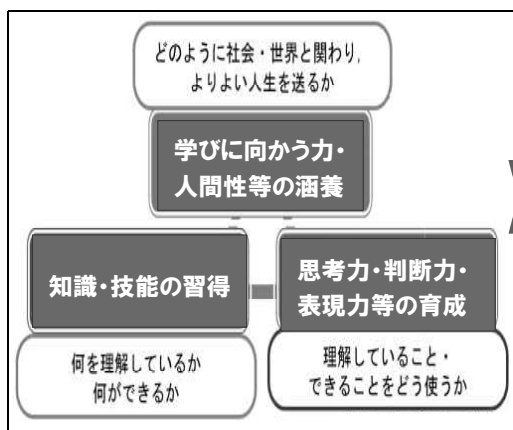 どのように社会・世界と関わり，
よりよい人生を送るか
学びに向かう力・
人間性等の涵養
知識・技能の習得
思考力・判断力・
表現力等の育成
何を理解しているか
何ができるか
理解していること・
できることをどう使うか